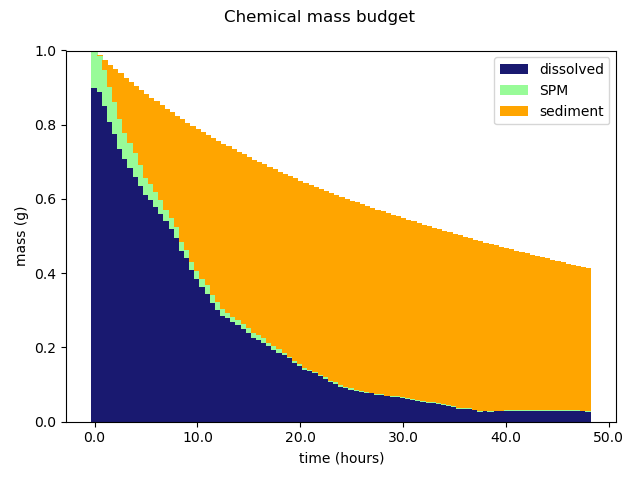 Chemical mass budget
1.0
0.8
0.6
0.4
0.2
0.0
mass (g)
dissolved
SPM
sediment
0.0 10.0 20.0 30.0 40.0 50.0
time (hours)